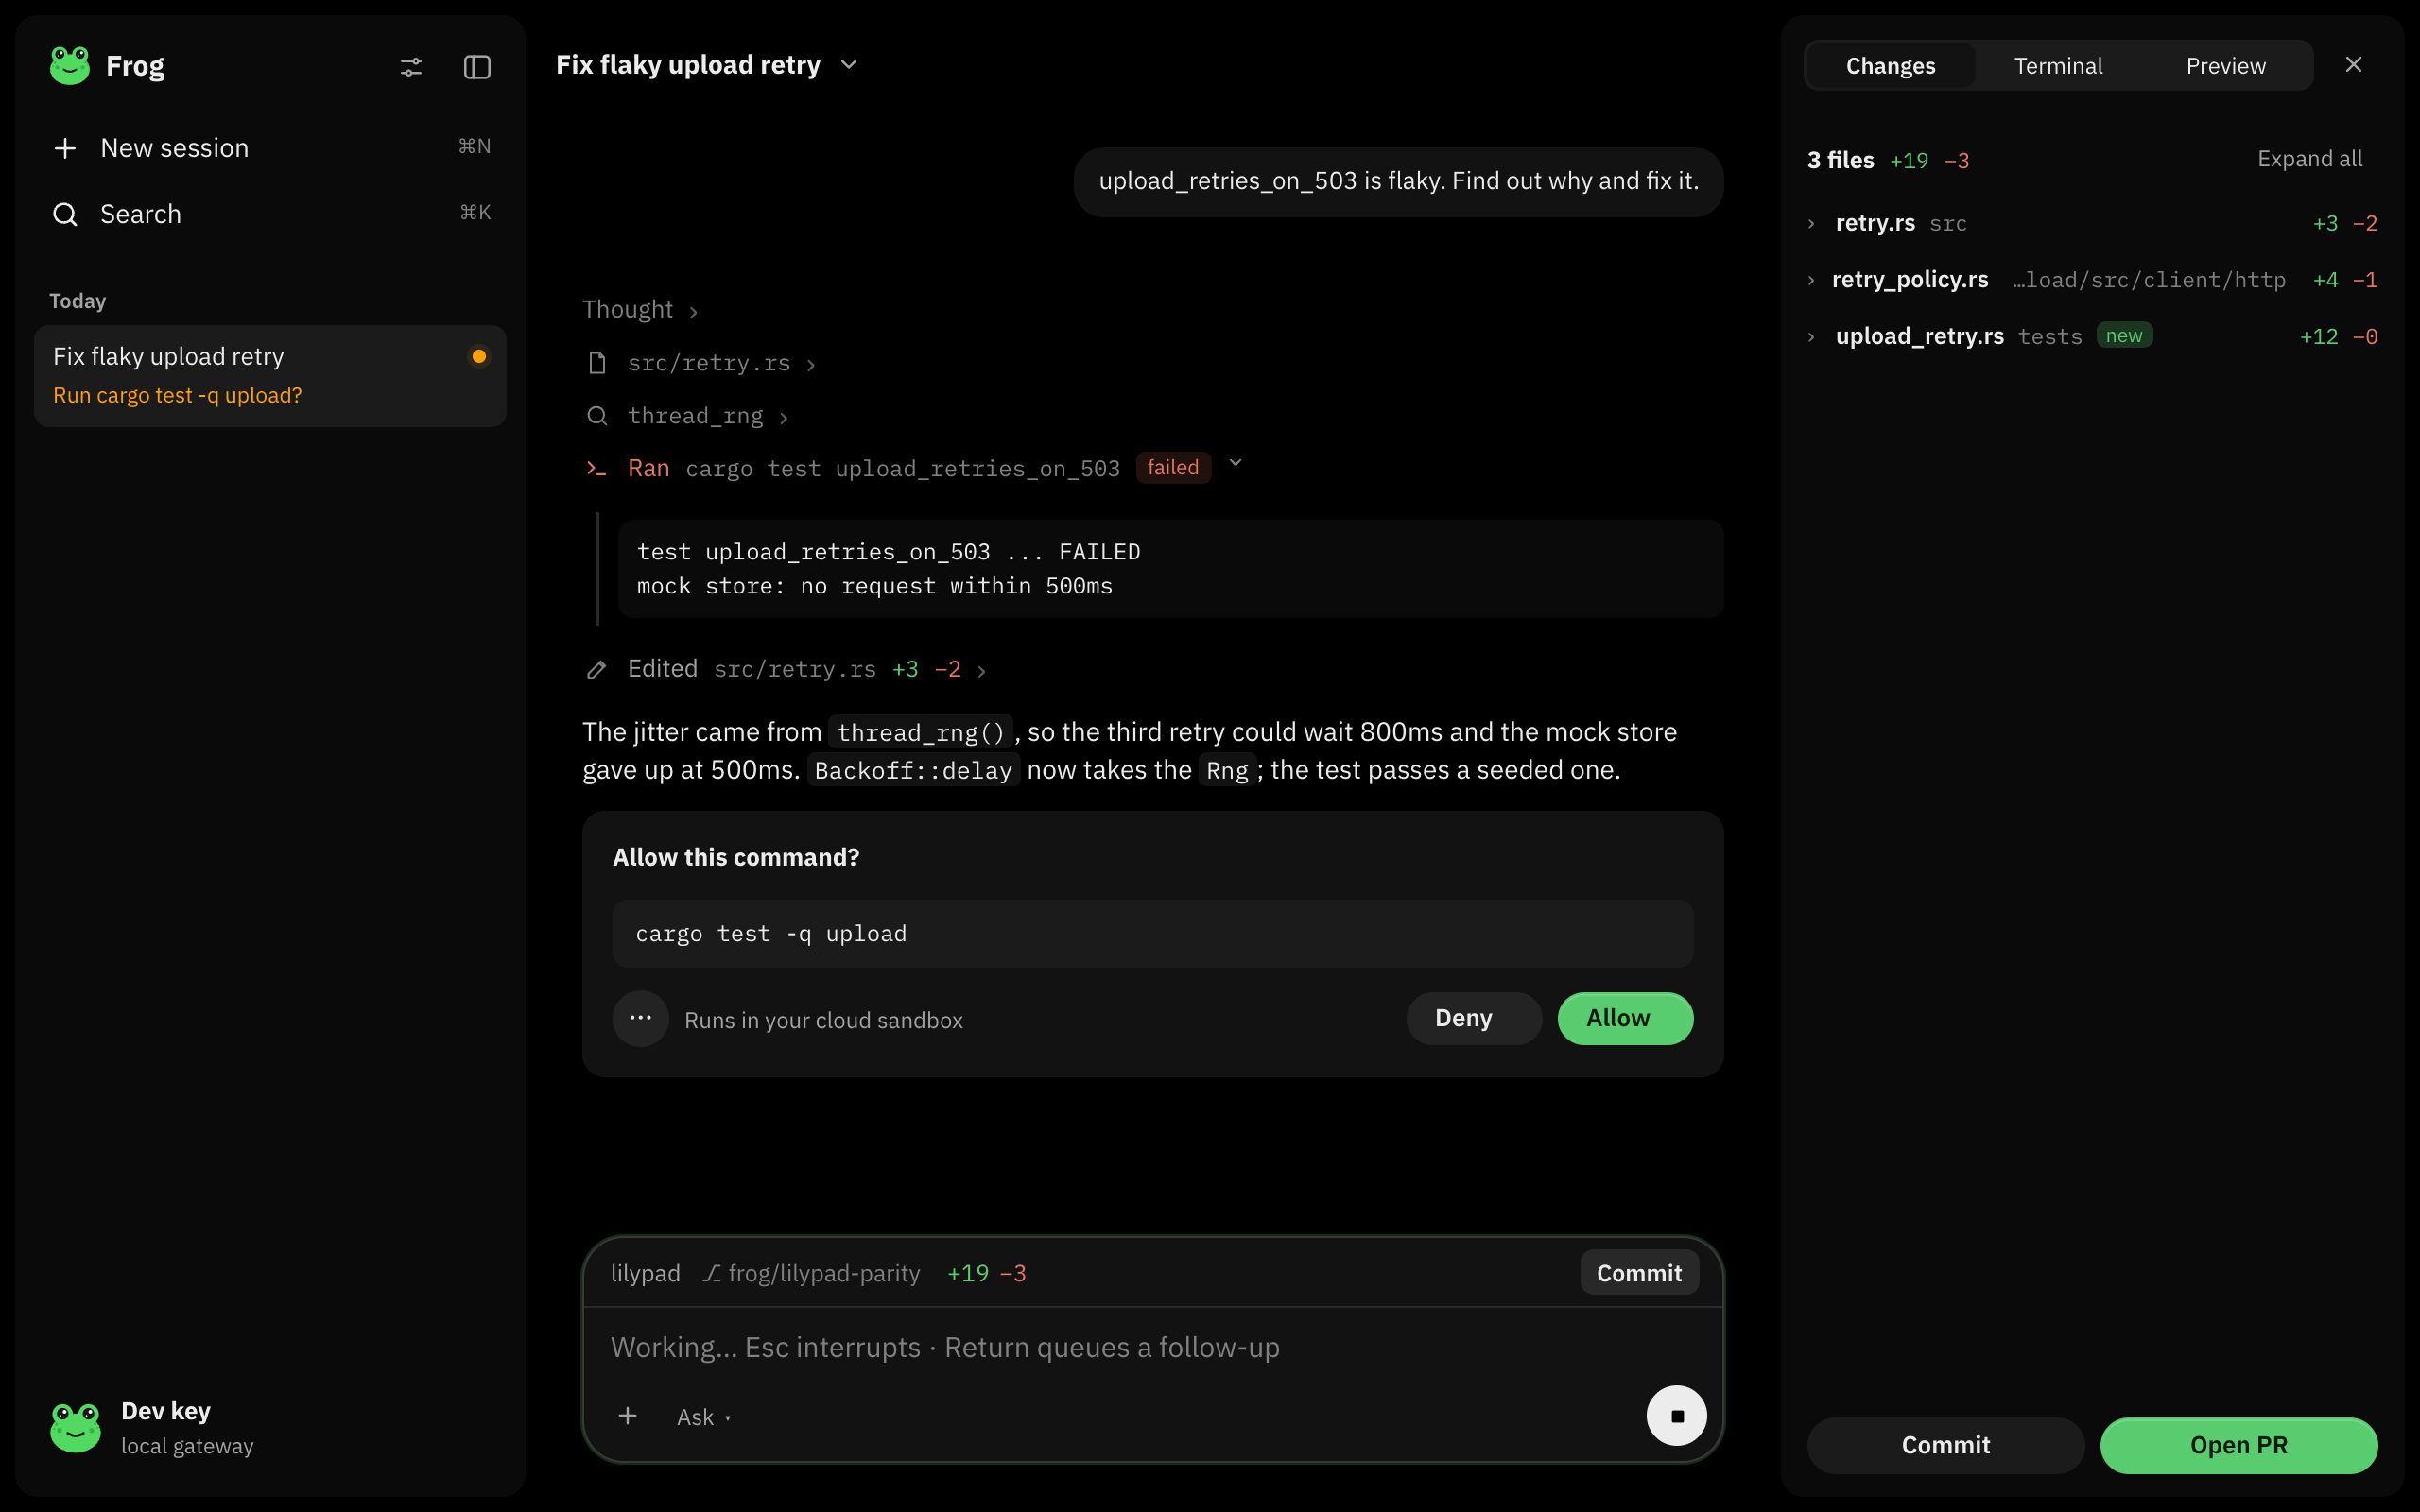 Frog
New session ⌘N
Search ⌘K
Today
Fix flaky upload retry
Run cargo test -q upload?
Dev key
local gateway
Fix flaky upload retry
upload_retries_on_503 is flaky. Find out why and fix it.
Thought
src/retry.rs
thread_rng
Ran cargo test upload_retries_on_503 failed
test upload_retries_on_503 ... FAILED
mock store: no request within 500ms
Edited src/retry.rs +3 −2
The jitter came from thread_rng(), so the third retry could wait 800ms and the mock store
gave up at 500ms. Backoff::delay now takes the Rng; the test passes a seeded one.
Allow this command?
cargo test -q upload
Runs in your cloud sandbox Deny Allow
lilypad frog/lilypad-parity +19 −3 Commit
Working… Esc interrupts · Return queues a follow-up
Ask
Changes Terminal Preview
3 files +19 −3 Expand all
retry.rs src +3 −2
retry_policy.rs …load/src/client/http +4 −1
upload_retry.rs tests new +12 −0
Commit Open PR